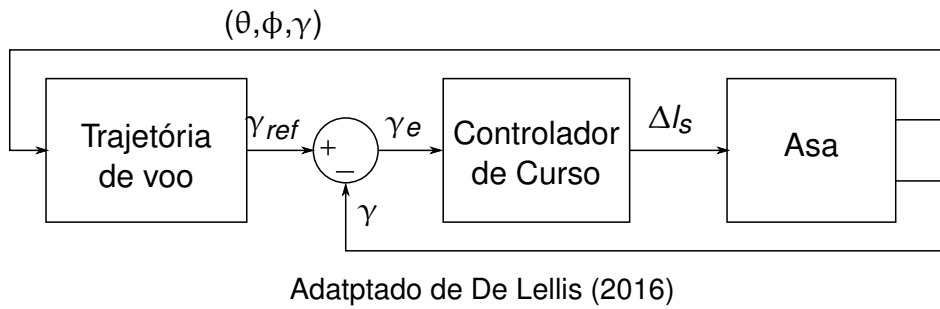 (θ,ϕ,γ)
Trajetória
de voo
γref
+
−
γe
Controlador
de Curso
Δls
Asa
γ
Adatptado de De Lellis (2016)